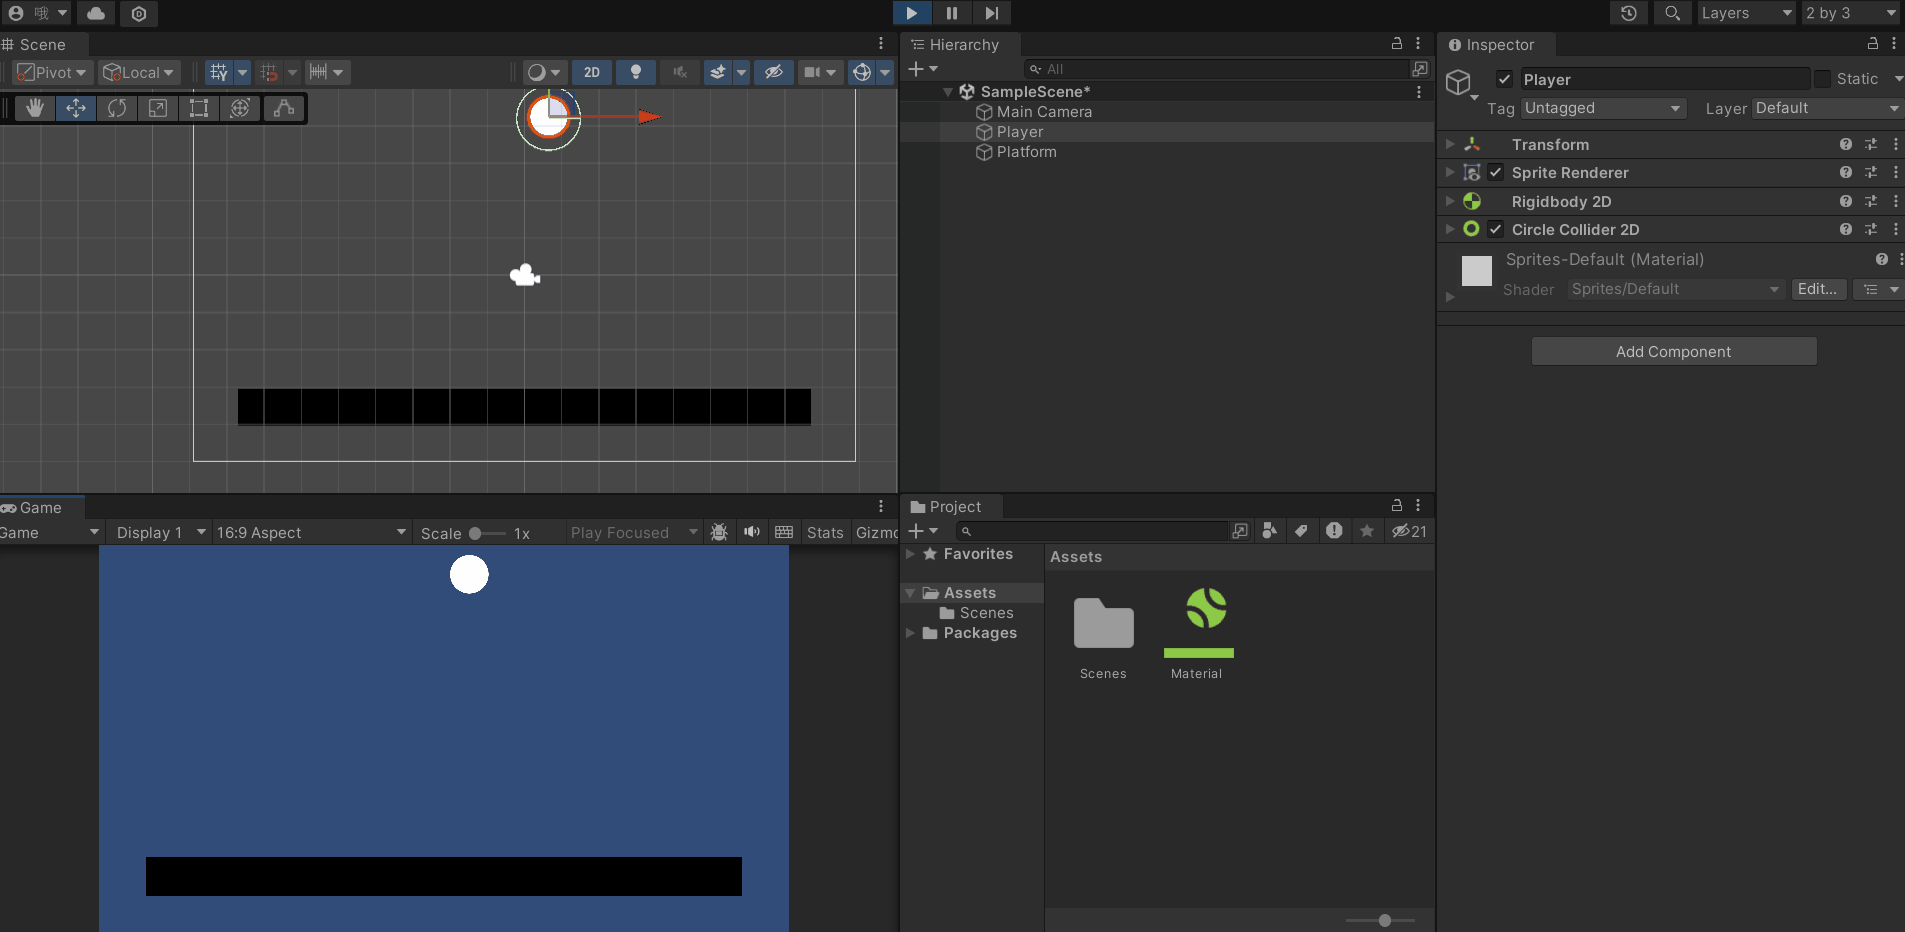 哦
Layers
2 by 3
Scene
Pivot
Local
2D
Hierarchy
All
SampleScene*
Main Camera
Player
Platform
Inspector
Player
Static
Tag Untagged
Layer Default
Transform
Sprite Renderer
Rigidbody 2D
Circle Collider 2D
Sprites-Default (Material)
Shader Sprites/Default
Edit...
Add Component
Game
Game
Display 1
16:9 Aspect
Scale
1x
Play Focused
Stats
Gizmo
Project
21
Favorites
Assets
Scenes
Packages
Assets
Scenes
Material